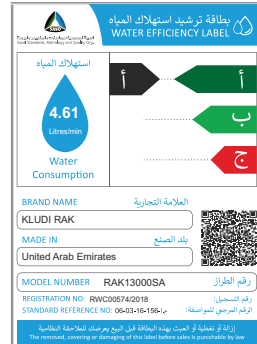 بطاقة ترشيد استهلاك المياه
WATER EFFICIENCY LABEL
SASO
Saudi Standards, Metrology and Quality Org.
استهلاك المياه
4.61
Litres/min
Water
Consumption
أ
أ
ب
ج
BRAND NAME العلامة التجارية
KLUDI RAK
MADE IN بلد الصنع
United Arab Emirates
MODEL NUMBER RAK13000SA رقم الطراز
REGISTRATION NO: RWC00574/2018 رقم التسجيل:
STANDARD REFERENCE NO: 06-03-16-156-م.ا الرقم المرجعي للمواصفة:
إزالة أو تغطية أو العبث بهذه البطاقة قبل البيع يعرضك للملاحقة النظامية
The removed, covering or damaging of this label before sales is punishable by law